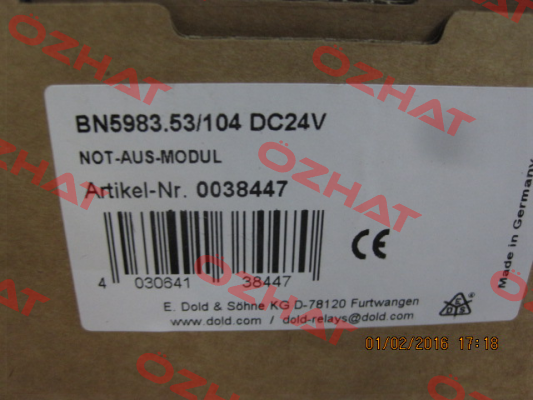 BN5983.53/104 DC24V
NOT-AUS-MODUL
Artikel-Nr. 0038447
4 030641 38447
CE
E. Dold & Söhne KG D-78120 Furtwangen
www.dold.com / dold-relays@dold.com
Made in Germany
01/02/2016 17:18
OZHAT
OZHAT
OZHAT
OZHAT
OZHAT
OZHAT